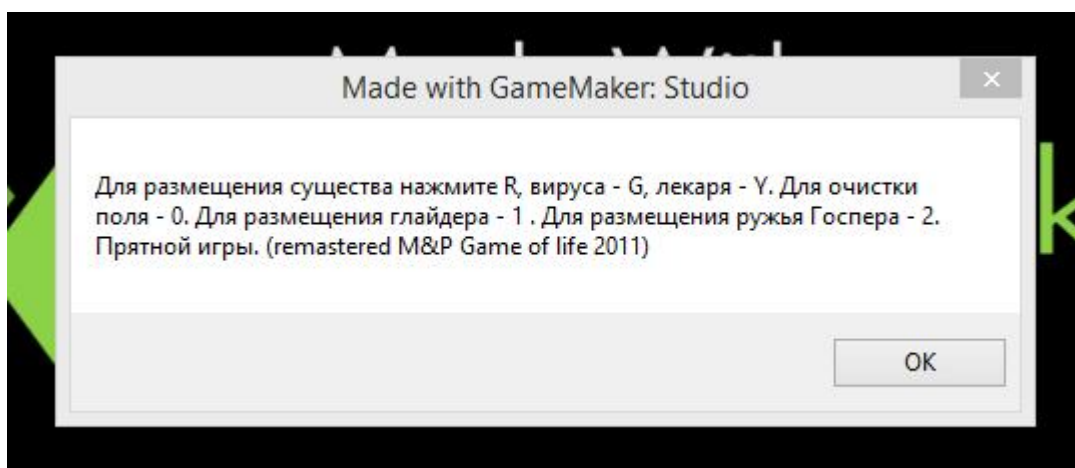 Made with GameMaker: Studio
Для размещения существа нажмите R, вируса - G, лекаря - Y. Для очистки
поля - 0. Для размещения глайдера - 1 . Для размещения ружья Госпера - 2.
Прятной игры. (remastered M&P Game of life 2011)
OK